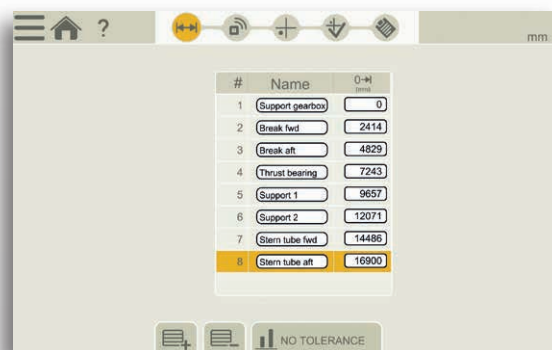 ?
mm
# Name 0 (mm)
1 Support gearbox 0
2 Break fwd 2414
3 Break aft 4829
4 Thrust bearing 7243
5 Support 1 9657
6 Support 2 12071
7 Stern tube fwd 14486
8 Stern tube aft 16900
NO TOLERANCE